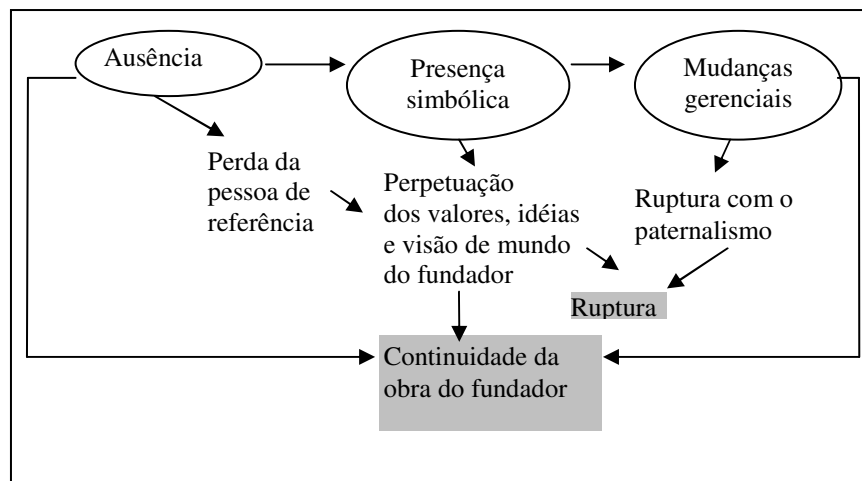 Ausência
Presença
simbólica
Mudanças
gerenciais
Perda da
pessoa de
referência
Perpetuação
dos valores, idéias
e visão de mundo
do fundador
Ruptura com o
paternalismo
Ruptura
Continuidade da
obra do fundador